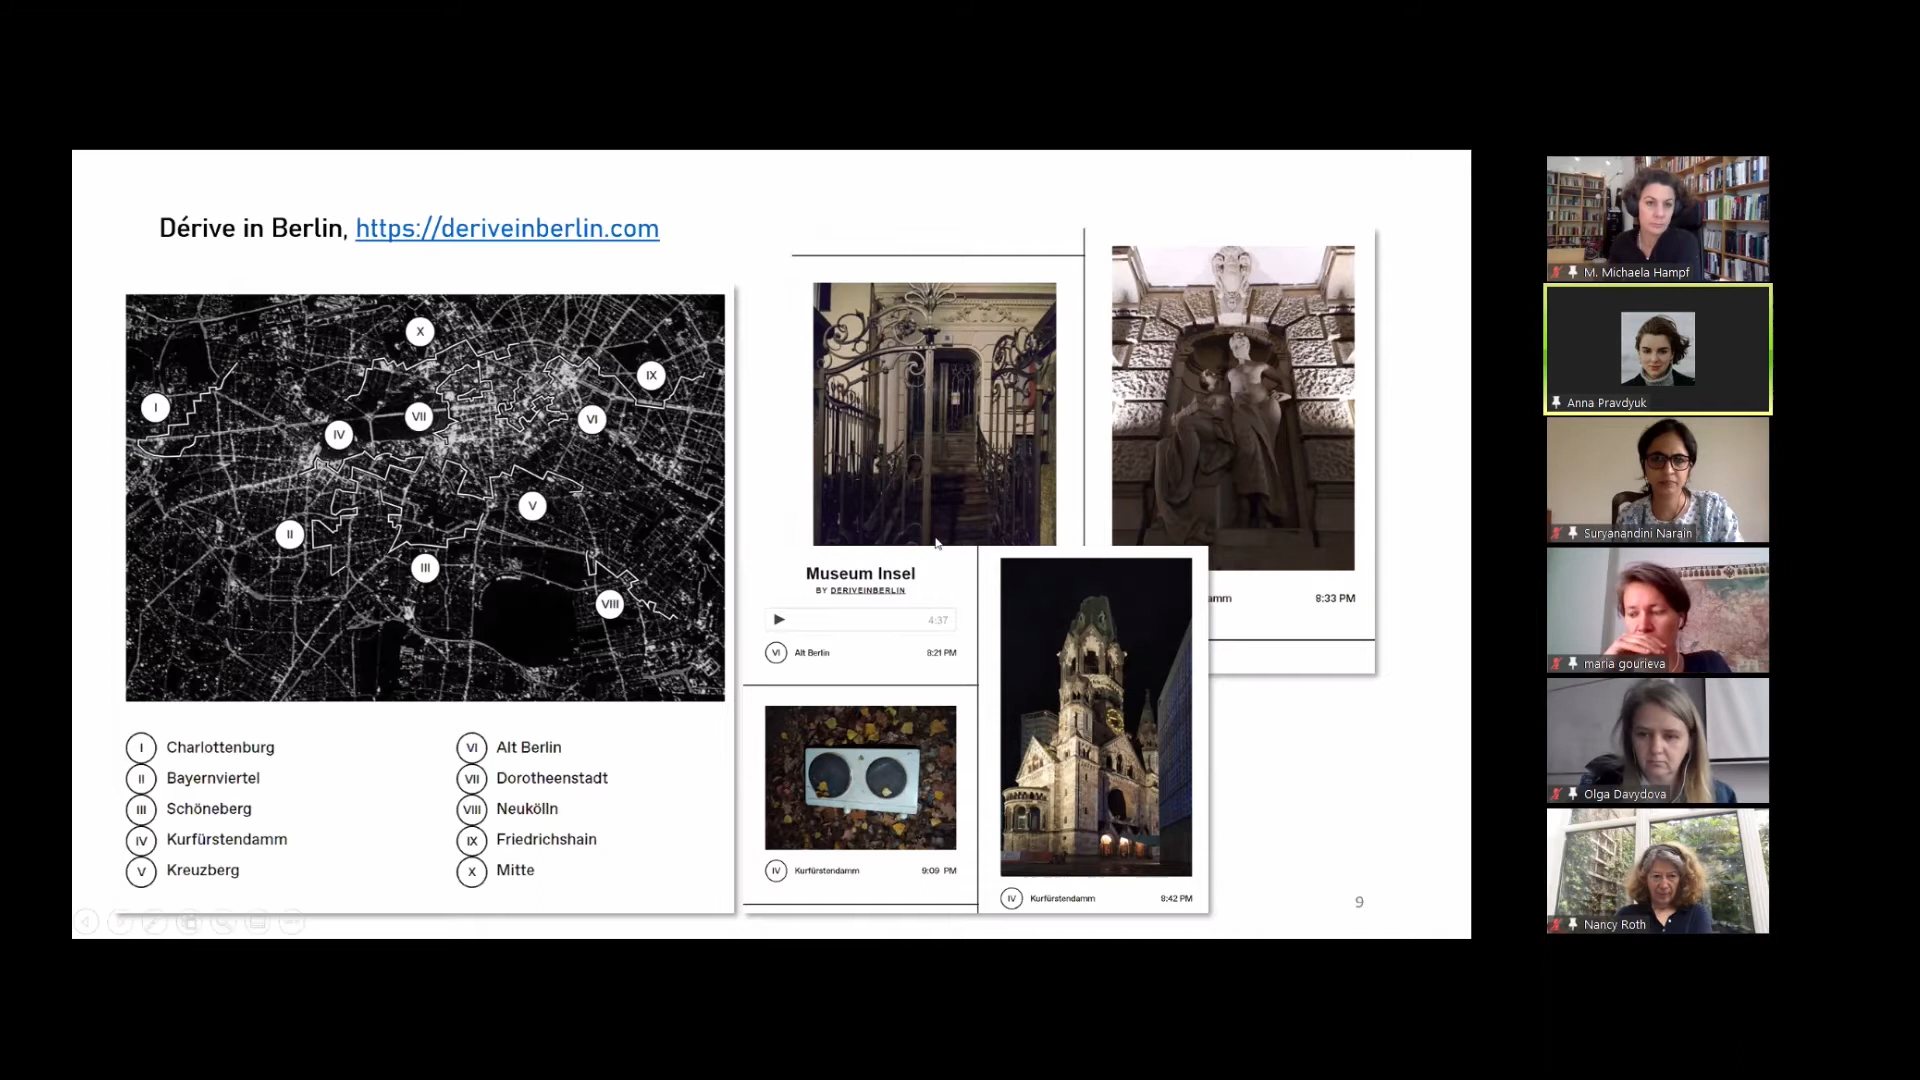 Dérive in Berlin, https://deriveinberlin.com
X
IX
I
VII
VI
IV
V
II
III
VIII
I Charlottenburg
II Bayernviertel
III Schöneberg
IV Kurfürstendamm
V Kreuzberg
VI Alt Berlin
VII Dorotheenstadt
VIII Neukölln
IX Friedrichshain
X Mitte
Museum Insel
BY DERIVEINBERLIN
4:37
VI Alt Berlin 8:21 PM
IV Kurfürstendamm 9:09 PM
IV Kurfürstendamm 8:42 PM
amm 8:33 PM
9
M. Michaela Hampf
Anna Pravdyuk
Suryanandini Narain
maria gourieva
Olga Davydova
Nancy Roth